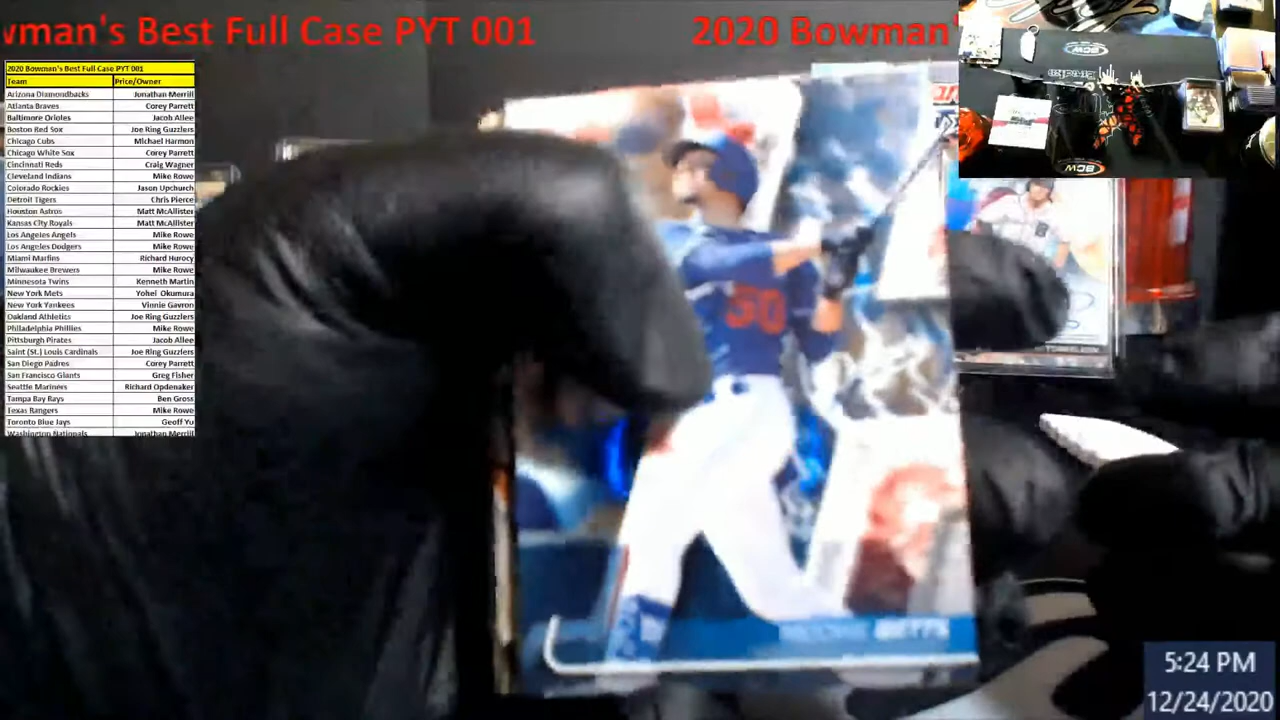 wman's Best Full Case PYT 001 2020 Bowman's
2020 Bowman's Best Full Case PYT 001
Team Price/Owner
Arizona Diamondbacks Jonathan Merrill
Atlanta Braves Corey Parrett
Baltimore Orioles Jacob Allee
Boston Red Sox Joe Ring Guzzlers
Chicago Cubs Michael Harmon
Chicago White Sox Corey Parrett
Cincinnati Reds Craig Wagner
Cleveland Indians Mike Rowe
Colorado Rockies Jason Upchurch
Detroit Tigers Chris Pierce
Houston Astros Matt McAllister
Kansas City Royals Matt McAllister
Los Angeles Angels Mike Rowe
Los Angeles Dodgers Mike Rowe
Miami Marlins Richard Hurocy
Milwaukee Brewers Mike Rowe
Minnesota Twins Kenneth Martin
New York Mets Yohei Okumura
New York Yankees Vinnie Gavron
Oakland Athletics Joe Ring Guzzlers
Philadelphia Phillies Mike Rowe
Pittsburgh Pirates Jacob Allee
Saint (St.) Louis Cardinals Joe Ring Guzzlers
San Diego Padres Corey Parrett
San Francisco Giants Greg Fisher
Seattle Mariners Richard Opdenaker
Tampa Bay Rays Ben Gross
Texas Rangers Mike Rowe
Toronto Blue Jays Geoff Yu
Washington Nationals Jonathan Merrill
BCW
BCW
50
MOOKIE BETTS
5:24 PM
12/24/2020